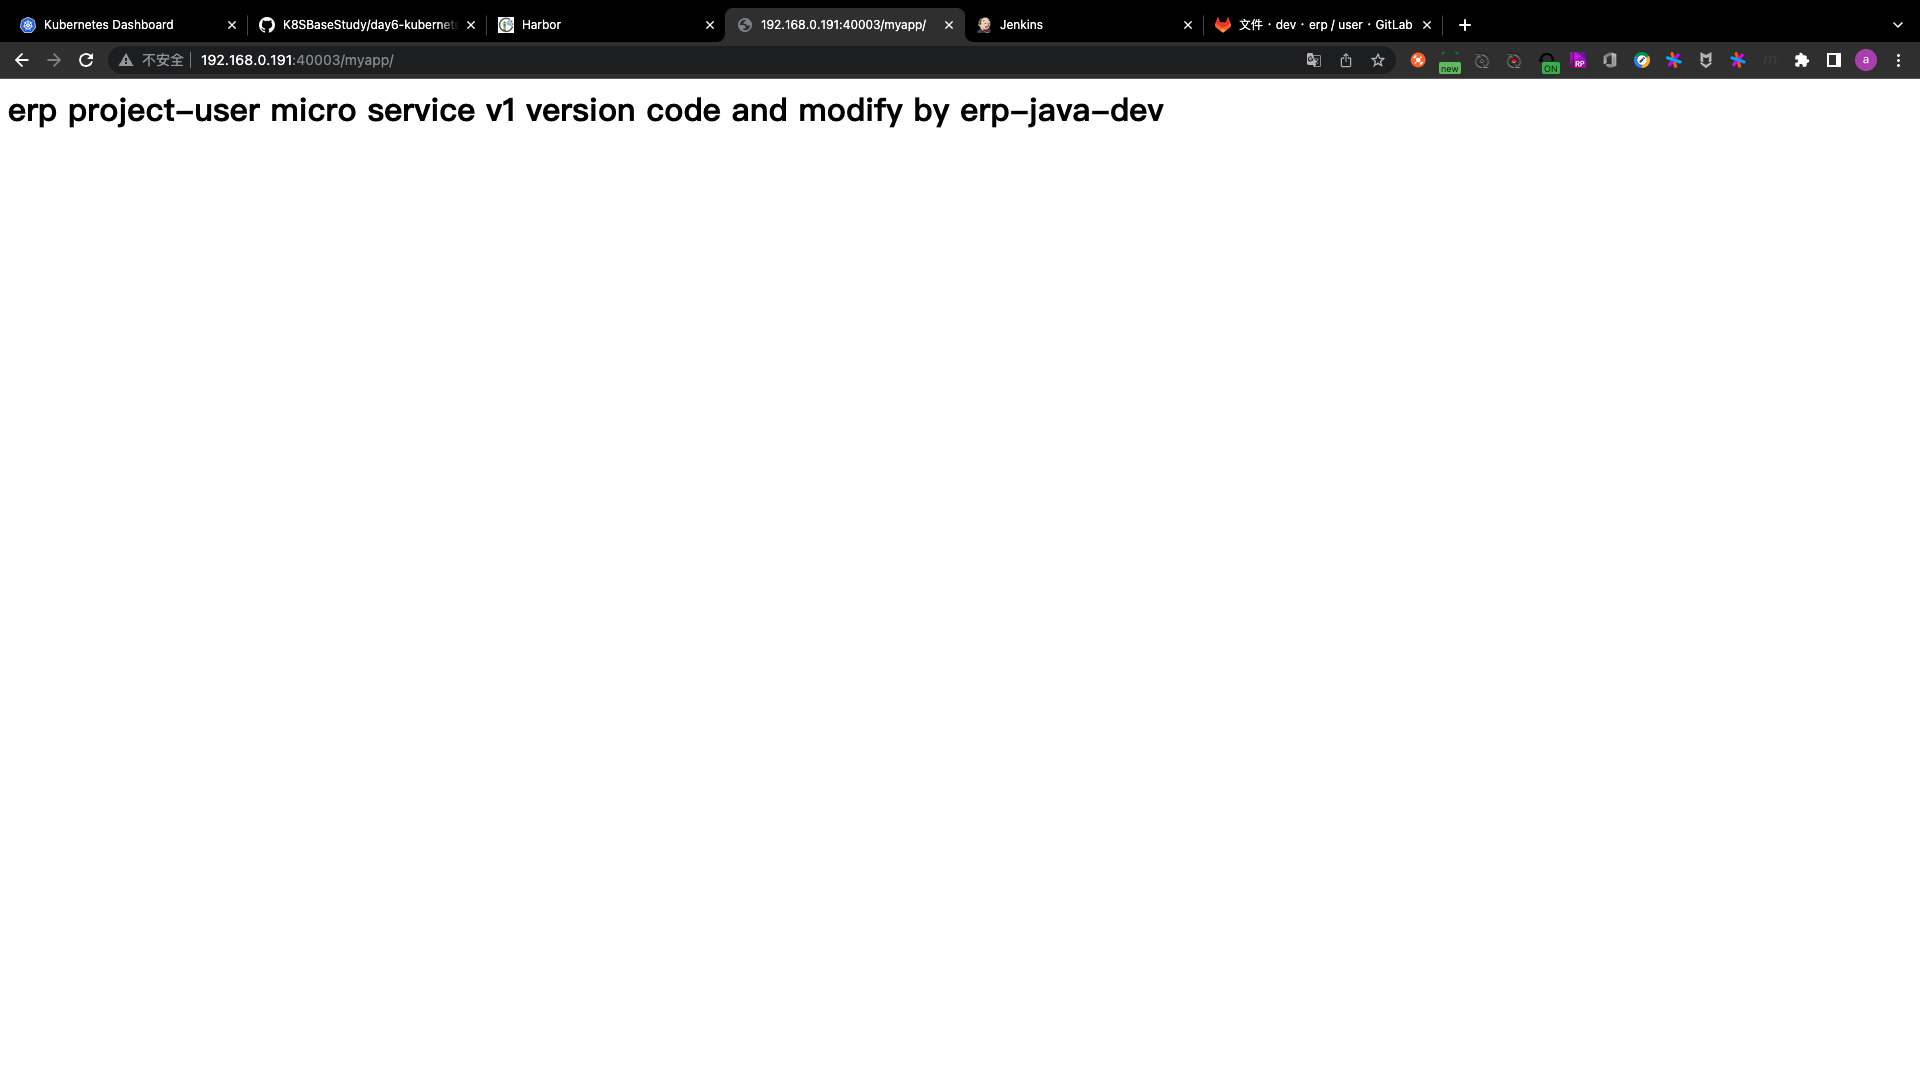 Kubernetes Dashboard
K8SBaseStudy/day6-kubernete
Harbor
192.168.0.191:40003/myapp/
Jenkins
文件 · dev · erp / user · GitLab
不安全
192.168.0.191:40003/myapp/
new
ON
RP
a
erp project-user micro service v1 version code and modify by erp-java-dev